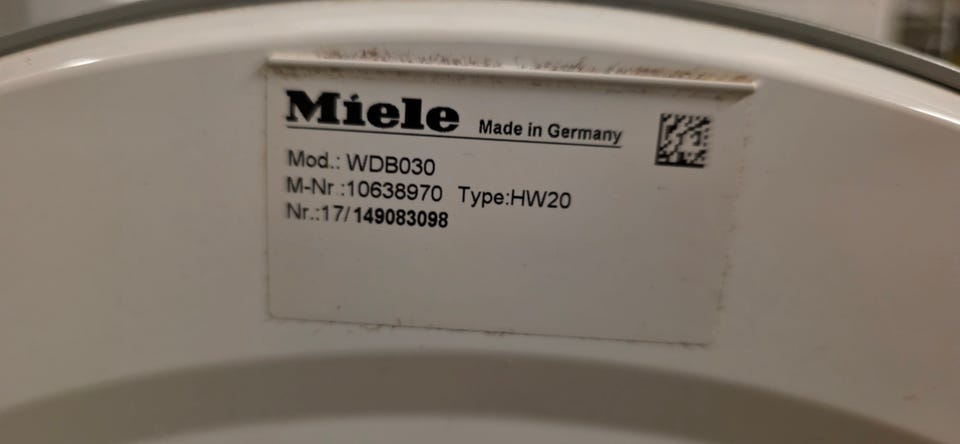 Miele Made in Germany
Mod.: WDB030
M-Nr.:10638970 Type:HW20
Nr.:17/149083098